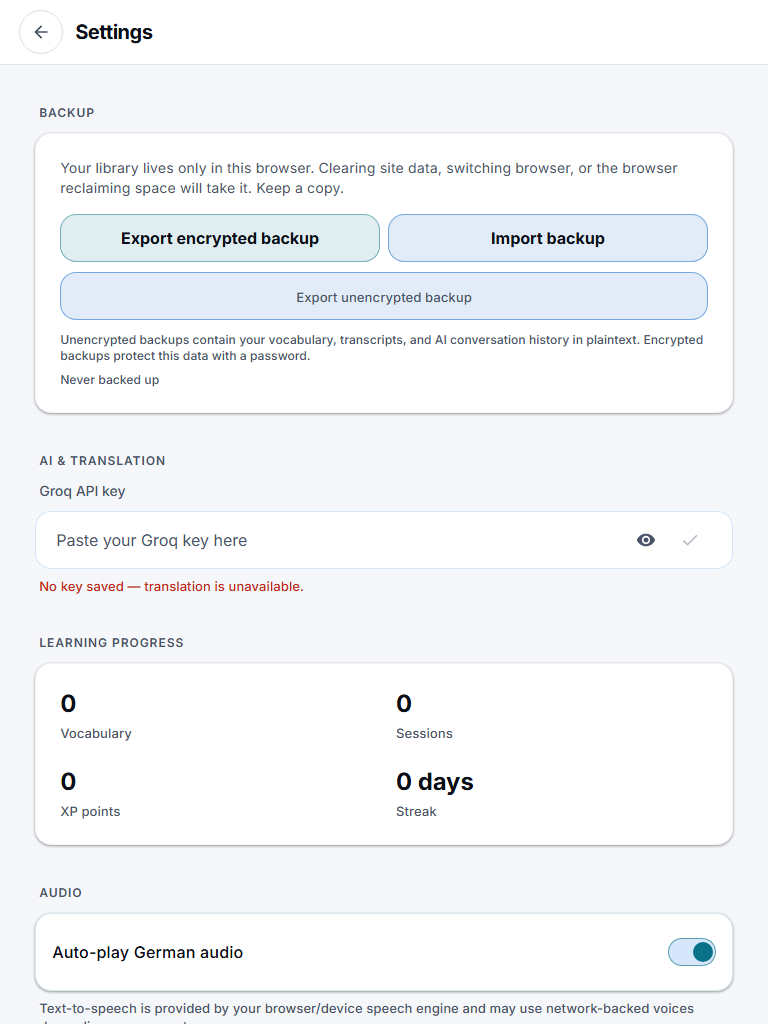 Settings
BACKUP
Your library lives only in this browser. Clearing site data, switching browser, or the browser
reclaiming space will take it. Keep a copy.
Export encrypted backup
Import backup
Export unencrypted backup
Unencrypted backups contain your vocabulary, transcripts, and AI conversation history in plaintext. Encrypted
backups protect this data with a password.
Never backed up
AI & TRANSLATION
Groq API key
Paste your Groq key here
No key saved — translation is unavailable.
LEARNING PROGRESS
0
Vocabulary
0
Sessions
0
XP points
0 days
Streak
AUDIO
Auto-play German audio
Text-to-speech is provided by your browser/device speech engine and may use network-backed voices